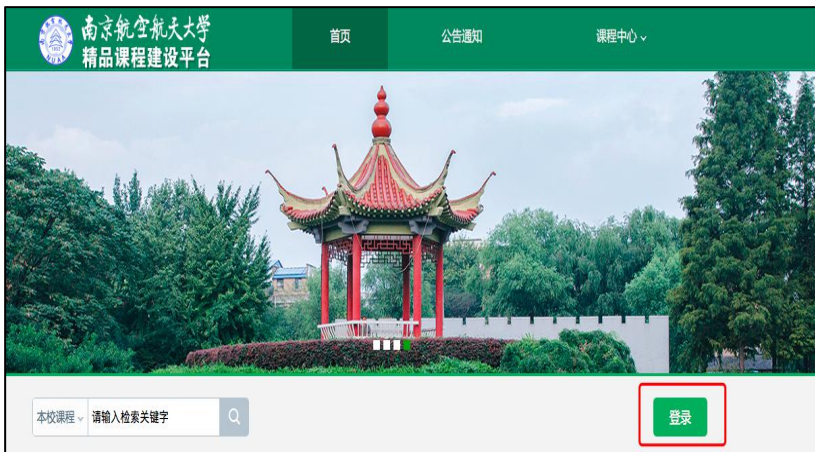 南京航空航天大学
精品课程建设平台
首页 公告通知 课程中心
本校课程 请输入检索关键字
登录